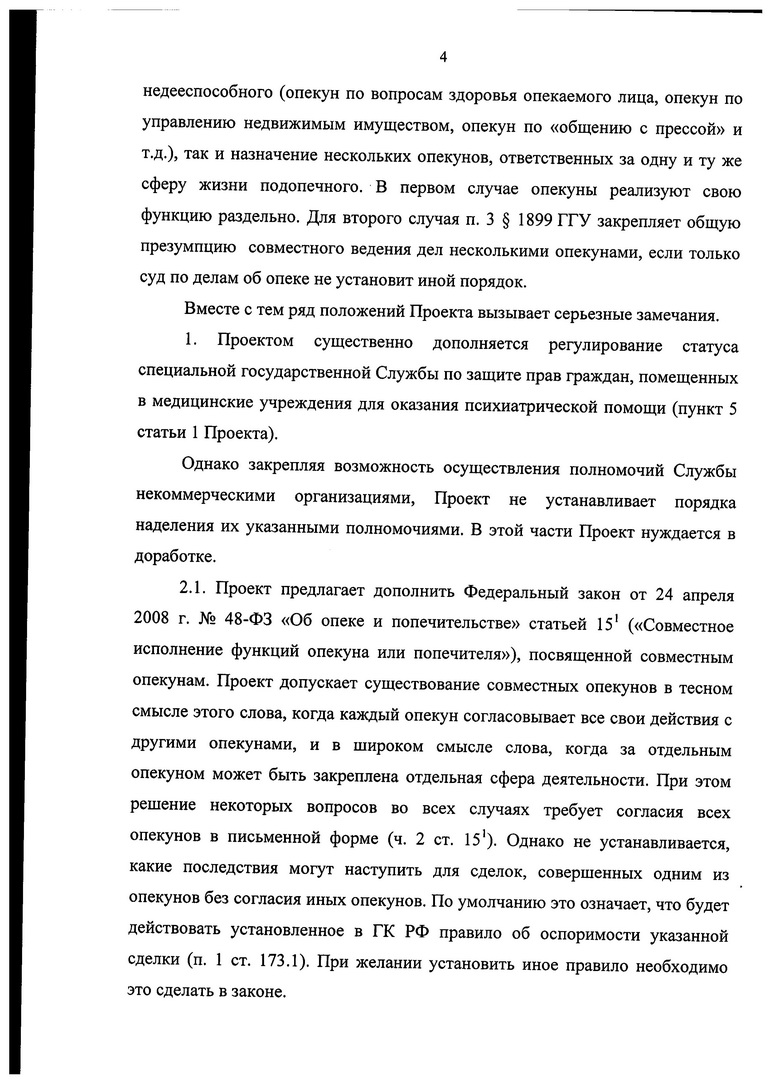 4
недееспособного (опекун по вопросам здоровья опекаемого лица, опекун по
управлению недвижимым имуществом, опекун по «общению с прессой» и
т.д.), так и назначение нескольких опекунов, ответственных за одну и ту же
сферу жизни подопечного. В первом случае опекуны реализуют свою
функцию раздельно. Для второго случая п. 3 § 1899 ГГУ закрепляет общую
презумпцию совместного ведения дел несколькими опекунами, если только
суд по делам об опеке не установит иной порядок.
Вместе с тем ряд положений Проекта вызывает серьезные замечания.
1. Проектом существенно дополняется регулирование статуса
специальной государственной Службы по защите прав граждан, помещенных
в медицинские учреждения для оказания психиатрической помощи (пункт 5
статьи 1 Проекта).
Однако закрепляя возможность осуществления полномочий Службы
некоммерческими организациями, Проект не устанавливает порядка
наделения их указанными полномочиями. В этой части Проект нуждается в
доработке.
2.1. Проект предлагает дополнить Федеральный закон от 24 апреля
2008 г. № 48-ФЗ «Об опеке и попечительстве» статьей 15¹ («Совместное
исполнение функций опекуна или попечителя»), посвященной совместным
опекунам. Проект допускает существование совместных опекунов в тесном
смысле этого слова, когда каждый опекун согласовывает все свои действия с
другими опекунами, и в широком смысле слова, когда за отдельным
опекуном может быть закреплена отдельная сфера деятельности. При этом
решение некоторых вопросов во всех случаях требует согласия всех
опекунов в письменной форме (ч. 2 ст. 15¹). Однако не устанавливается,
какие последствия могут наступить для сделок, совершенных одним из
опекунов без согласия иных опекунов. По умолчанию это означает, что будет
действовать установленное в ГК РФ правило об оспоримости указанной
сделки (п. 1 ст. 173.1). При желании установить иное правило необходимо
это сделать в законе.